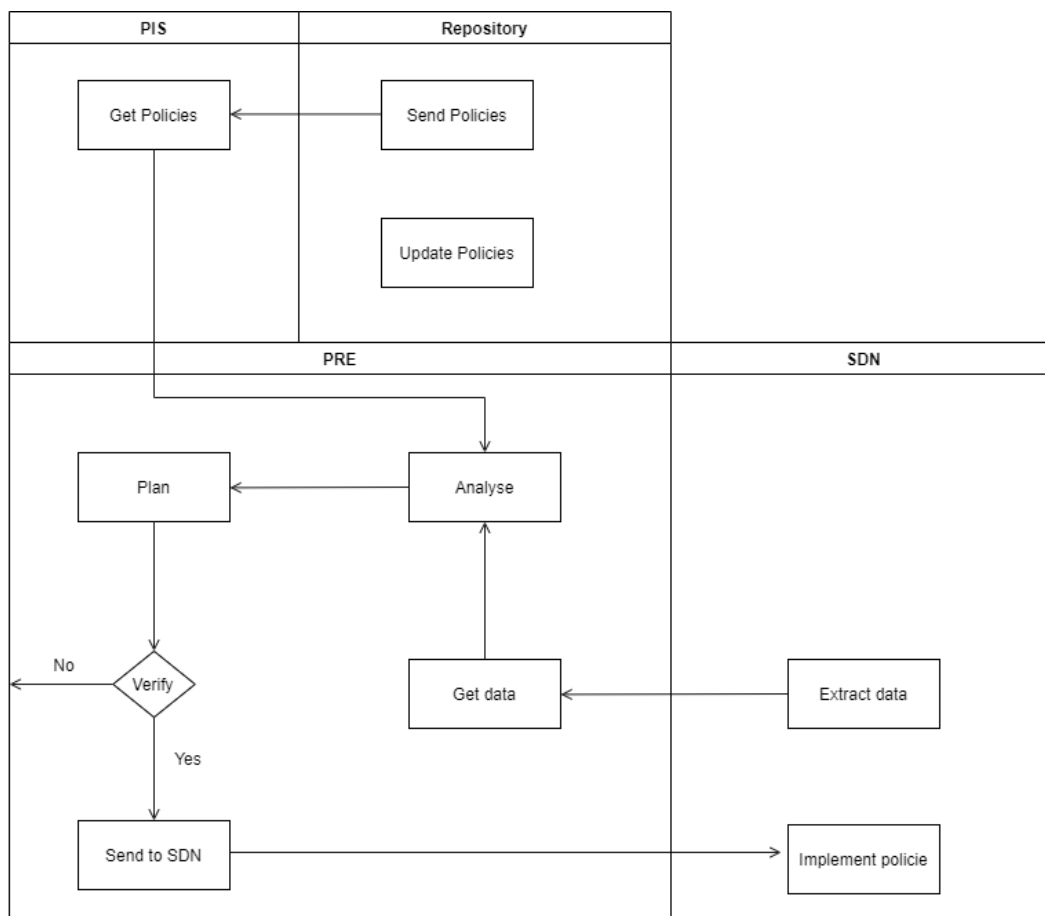 PIS
Repository
Get Policies
Send Policies
Update Policies
PRE
SDN
Plan
Analyse
No
Verify
Get data
Extract data
Yes
Send to SDN
Implement policie